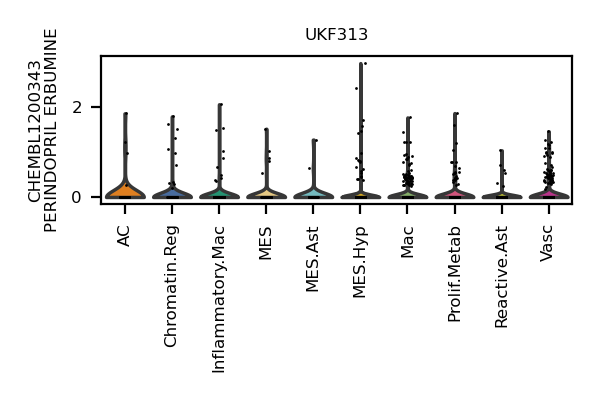 UKF313
CHEMBL1200343
PERINDOPRIL ERBUMINE
2
0
AC
Chromatin.Reg
Inflammatory.Mac
MES
MES.Ast
MES.Hyp
Mac
Prolif.Metab
Reactive.Ast
Vasc